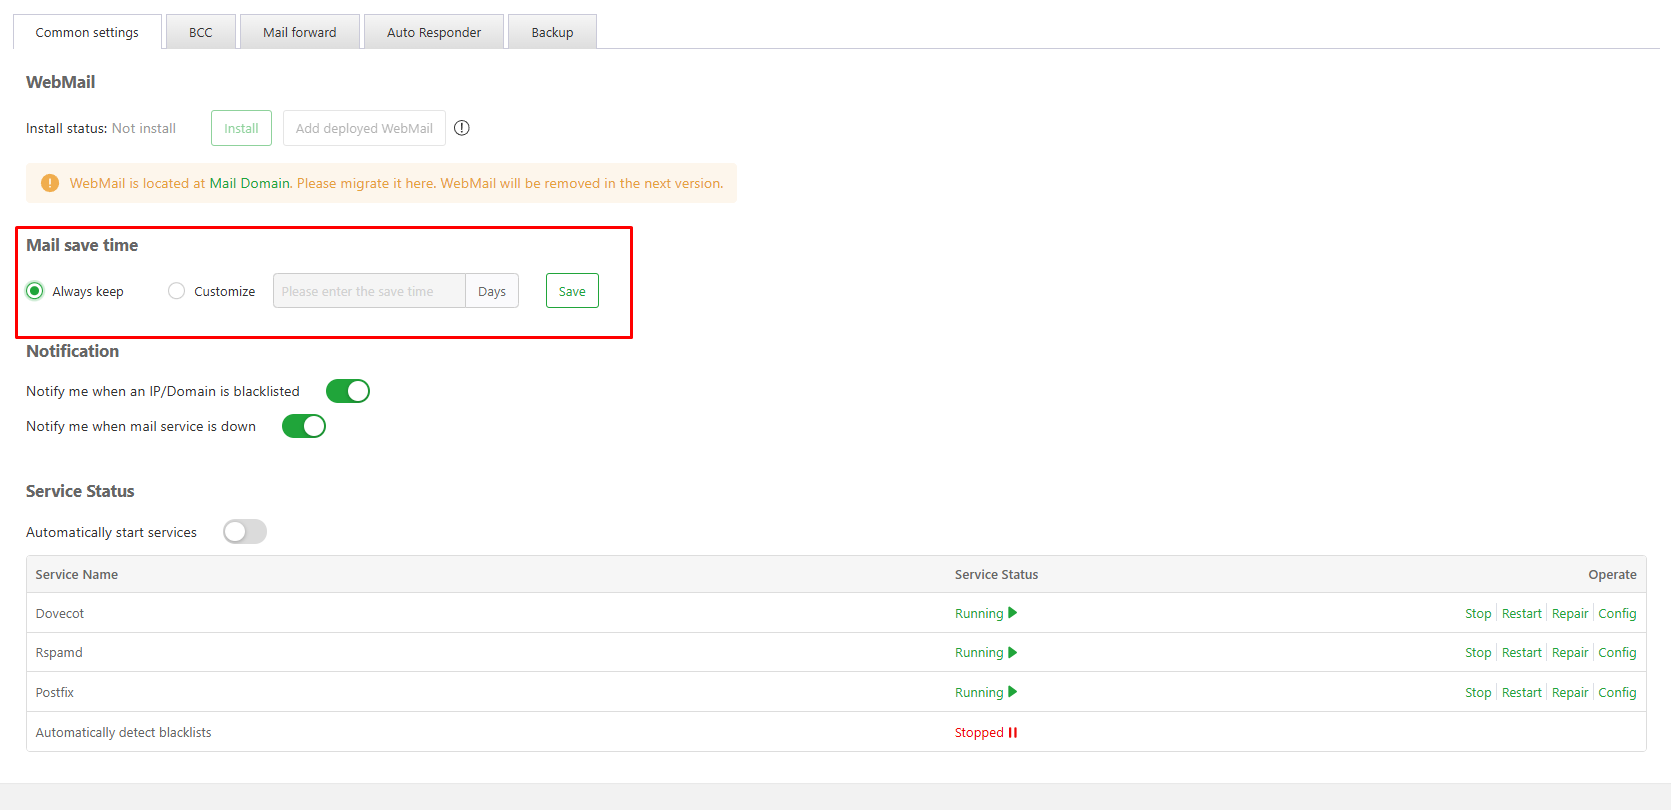 Common settings BCC Mail forward Auto Responder Backup
WebMail
Install status: Not install Install Add deployed WebMail
WebMail is located at Mail Domain. Please migrate it here. WebMail will be removed in the next version.
Mail save time
Always keep Customize Please enter the save time Days Save
Notification
Notify me when an IP/Domain is blacklisted
Notify me when mail service is down
Service Status
Automatically start services
Service Name Service Status Operate
Dovecot Running Stop Restart Repair Config
Rspamd Running Stop Restart Repair Config
Postfix Running Stop Restart Repair Config
Automatically detect blacklists Stopped